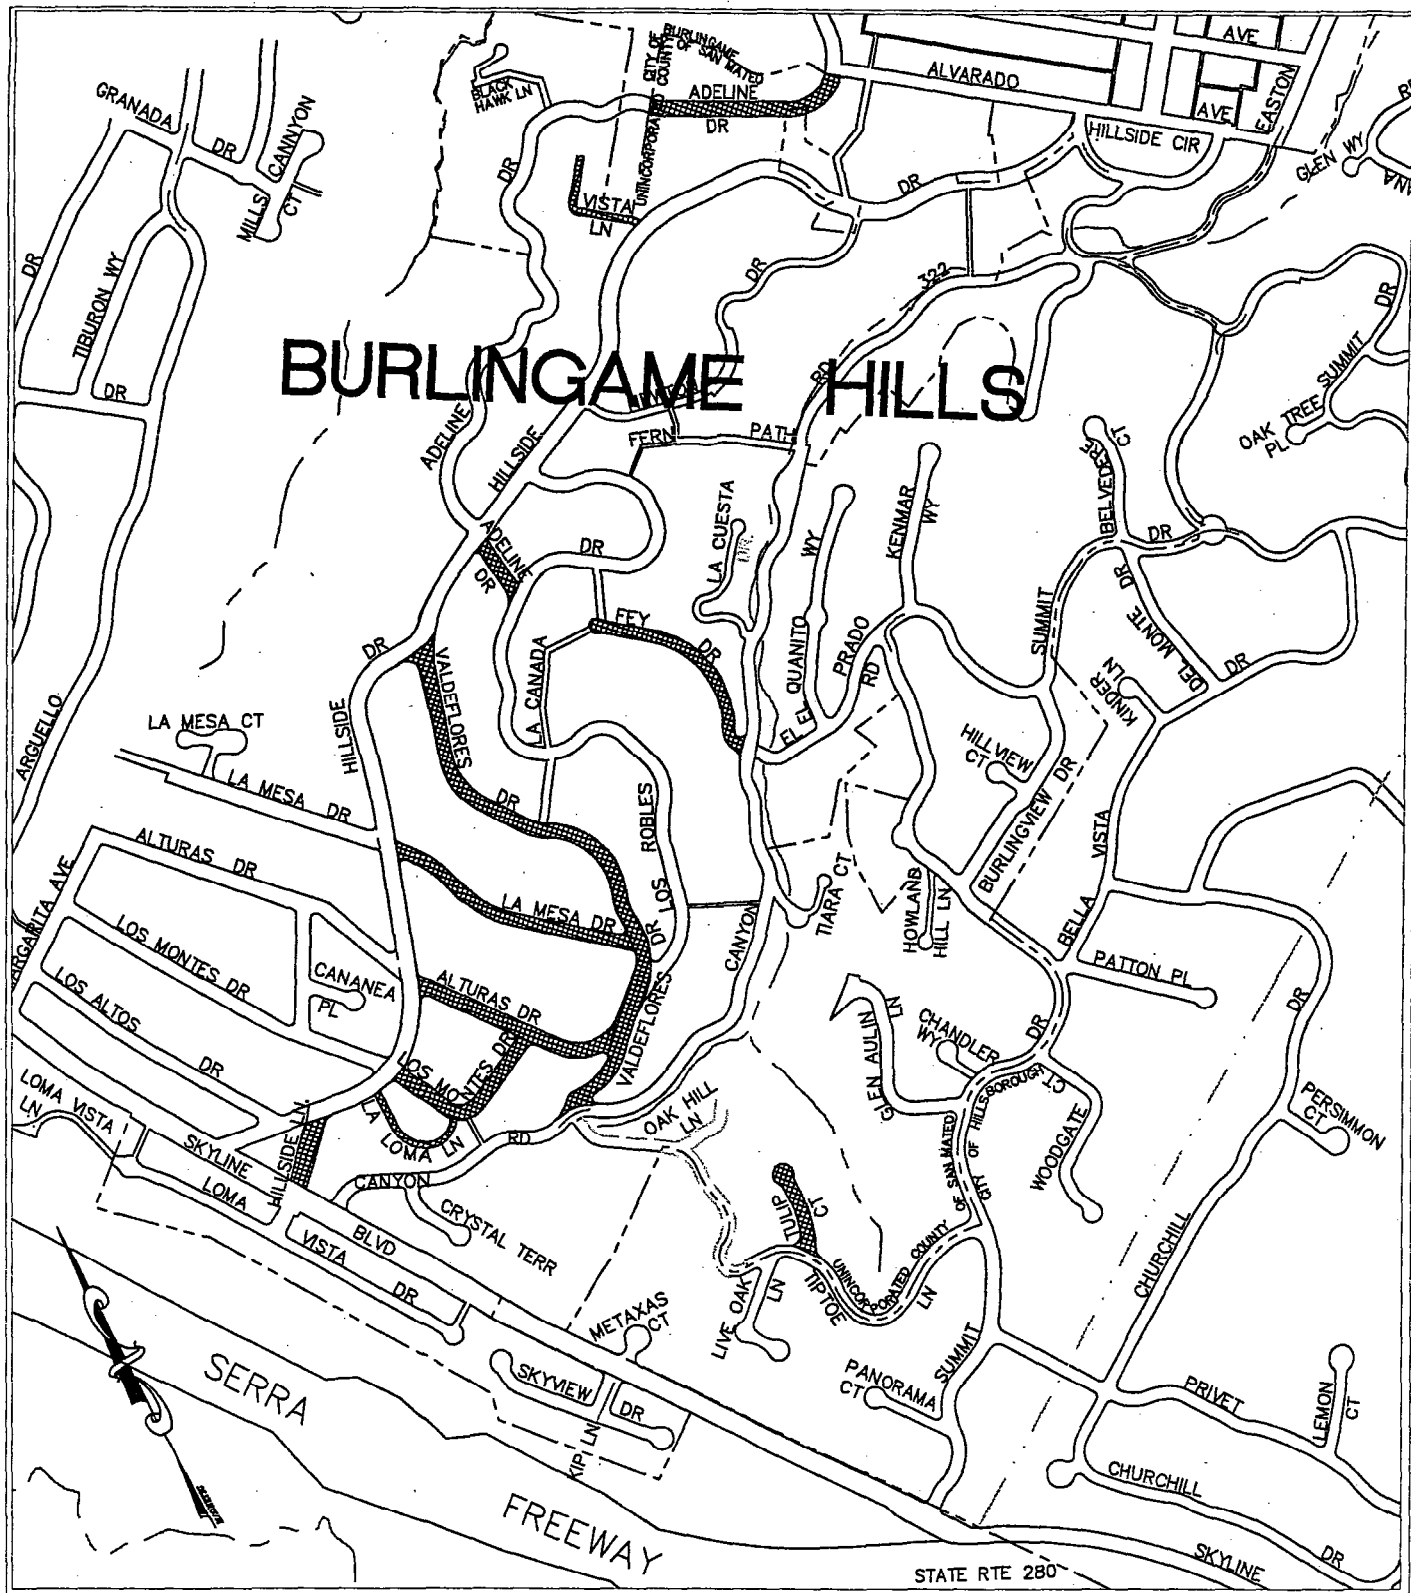 BURLINGAME
CITY OF
COUNTY OF SAN MATEO
UNINCORPORATED
AVE
ALVARADO
EASTON
GRANADA
DR
CANNYON
MILLS
CT
BLACK
HAWK LN
ADELINE
DR
AVE
HILLSIDE CIR
GLEN WY
DR
VISTA
LN
DR
DR
TIBURON WY
DR
DR
322
RD
SUMMIT
DR
BURLINGAME HILLS
OAK TREE
PL
ADELINE
HILLSIDE
FERN PATH
ADELINE
DR
DR
LA CUESTA
DR.
WY
KENMAR
WY
BELVEDERE
CT
DR
DEL MONTE DR
DR
SUMMIT
KINDER
LN
FEY
DR
EL QUANITO
EL PRADO
RD
LA CANADA
VALDEFLORES
DR
DR
HILLSIDE
ARGUELLO
LA MESA CT
LA MESA DR
HILLVIEW
CT
BURLINGVIEW DR
VISTA
BELLA
LOS ROBLES
DR
ALTURAS DR
LA MESA DR
CANYON
TIARA CT
HOWLAND
HILL LN
LOS MONTES DR
CANANEA
PL
ALTURAS DR
VALDEFLORES
PATTON PL
DR
LOS ALTOS
DR
LOS MONTES DR
LA LOMA LN
GLEN AULIN
LN
CHANDLER
WY
DR
CT
WOODGATE
CITY OF HILLSBOROUGH
UNINCORPORATED COUNTY OF SAN MATEO
PERSIMMON
CT
LOMA VISTA
LN
SKYLINE
LOMA
HILLSIDE LN.
RD
CANYON
OAK HILL
LN
CRYSTAL TERR
TULIP
CT
BLVD
VISTA
DR
LIVE OAK
LN
TIPTOE
LN
CHURCHILL
METAXAS
CT
SKYVIEW
DR
KIP LN
PANORAMA
CT
SUMMIT
PRIVET
DR
LEMON
CT
SERRA
FREEWAY
CHURCHILL
DR
SKYLINE
STATE RTE 280